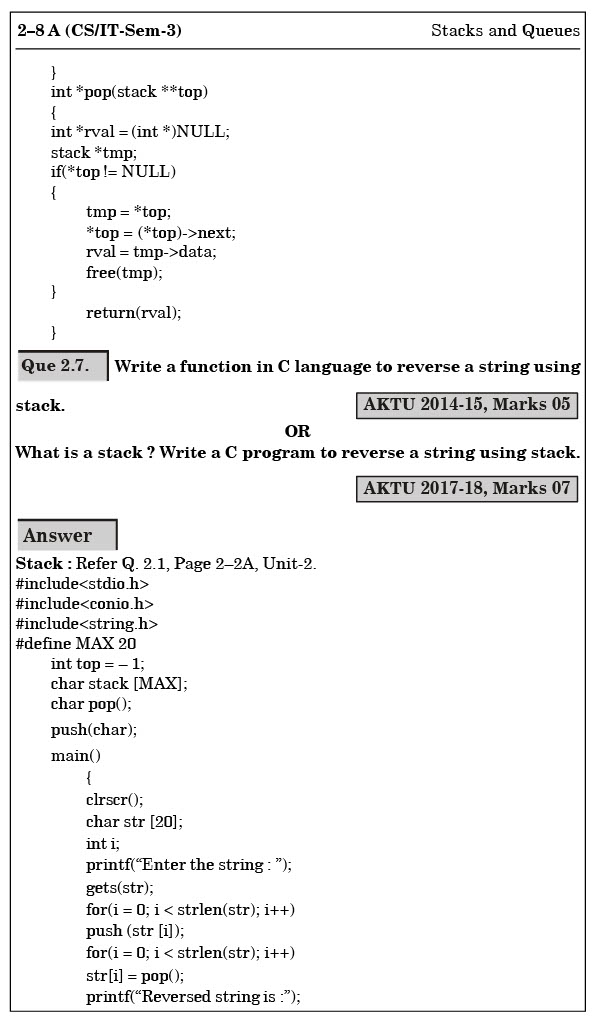 2–8 A (CS/IT-Sem-3) Stacks and Queues
}
int *pop(stack **top)
{
int *rval = (int *)NULL;
stack *tmp;
if(*top != NULL)
{
tmp = *top;
*top = (*top)->next;
rval = tmp->data;
free(tmp);
}
return(rval);
}
Que 2.7. Write a function in C language to reverse a string using
stack. AKTU 2014-15, Marks 05
OR
What is a stack ? Write a C program to reverse a string using stack.
AKTU 2017-18, Marks 07
Answer
Stack : Refer Q. 2.1, Page 2–2A, Unit-2.
#include<stdio.h>
#include<conio.h>
#include<string.h>
#define MAX 20
int top = – 1;
char stack [MAX];
char pop();
push(char);
main()
{
clrscr();
char str [20];
int i;
printf(“Enter the string : ”);
gets(str);
for(i = 0; i < strlen(str); i++)
push (str [i]);
for(i = 0; i < strlen(str); i++)
str[i] = pop();
printf(“Reversed string is :”);